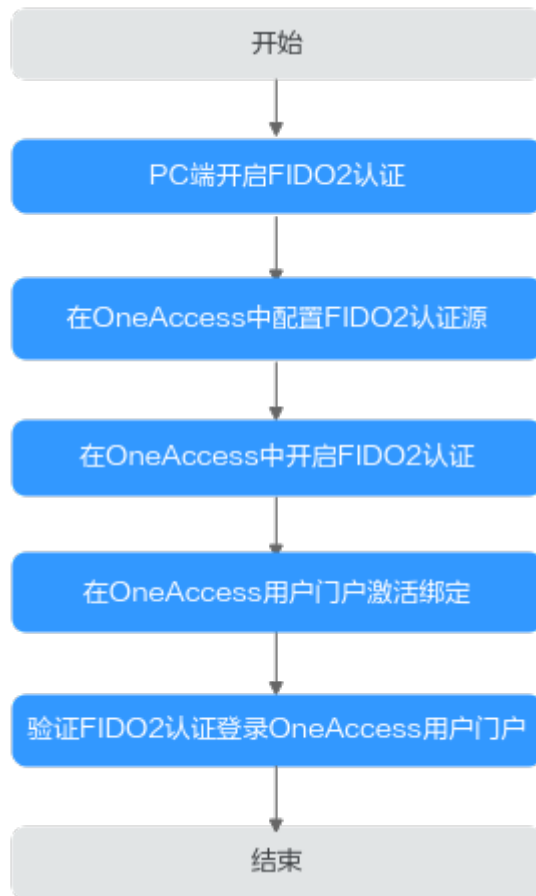 开始
PC端开启FIDO2认证
在OneAccess中配置FIDO2认证源
在OneAccess中开启FIDO2认证
在OneAccess用户门户激活绑定
验证FIDO2认证登录OneAccess用户门户
结束